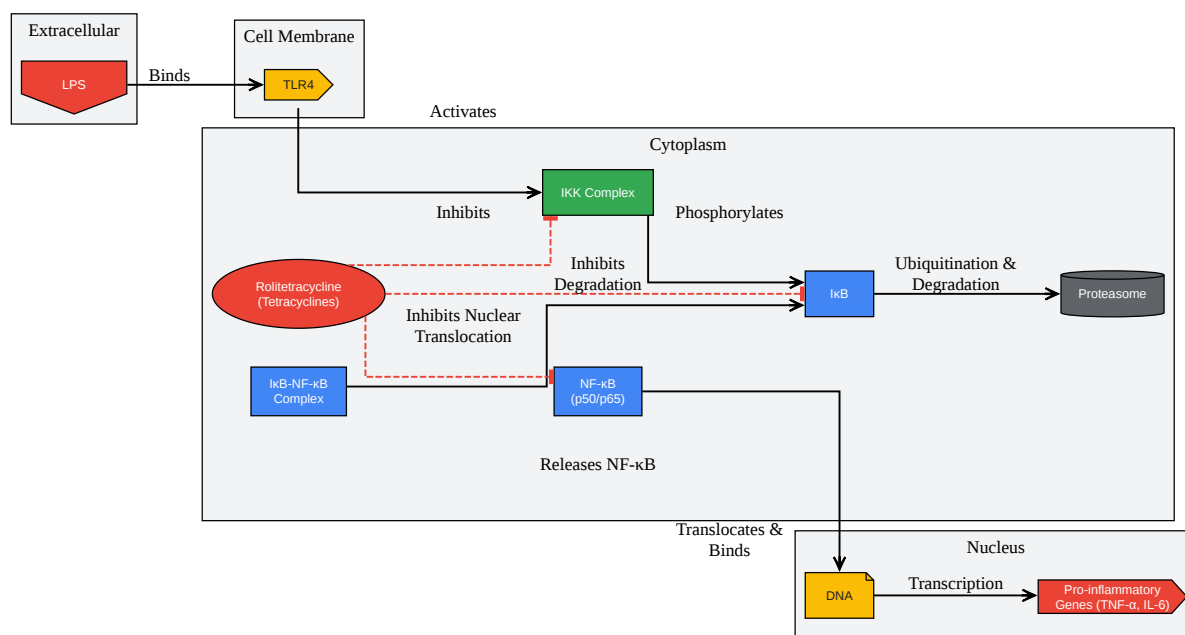 Extracellular
LPS
Binds
Cell Membrane
TLR4
Activates
Cytoplasm
IKK Complex
Inhibits
Phosphorylates
Rolitetracycline
(Tetracyclines)
Inhibits
Degradation
IκB
Ubiquitination &
Degradation
Proteasome
Inhibits Nuclear
Translocation
IκB-NF-κB
Complex
NF-κB
(p50/p65)
Releases NF-κB
Translocates &
Binds
Nucleus
DNA
Transcription
Pro-inflammatory
Genes (TNF-α, IL-6)